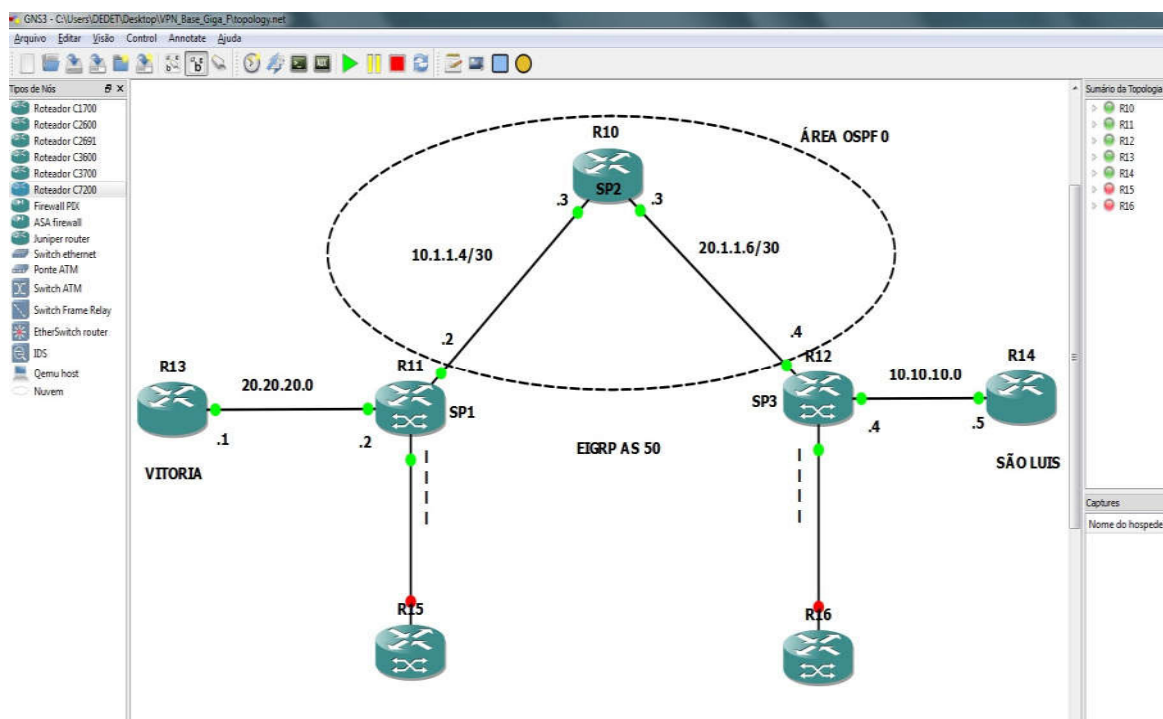 GNS3 - C:\Users\DEDET\Desktop\VPN_Base_Giga_F\topology.net
Arquivo Editar Visão Control Annotate Ajuda
Tipos de Nós
Roteador C1700
Roteador C2600
Roteador C2691
Roteador C3600
Roteador C3700
Roteador C7200
Firewall PIX
ASA firewall
Juniper router
Switch ethernet
Ponte ATM
Switch ATM
Switch Frame Relay
EtherSwitch router
IDS
Qemu host
Nuvem
ÁREA OSPF 0
R10
SP2
.3
.3
10.1.1.4/30
20.1.1.6/30
.2
.4
R13
20.20.20.0
R11
SP1
.1
.2
VITORIA
EIGRP AS 50
R12
SP3
10.10.10.0
R14
.4
.5
SÃO LUIS
R15
R16
Sumário da Topologia
R10
R11
R12
R13
R14
R15
R16
Captures
Nome do hospede